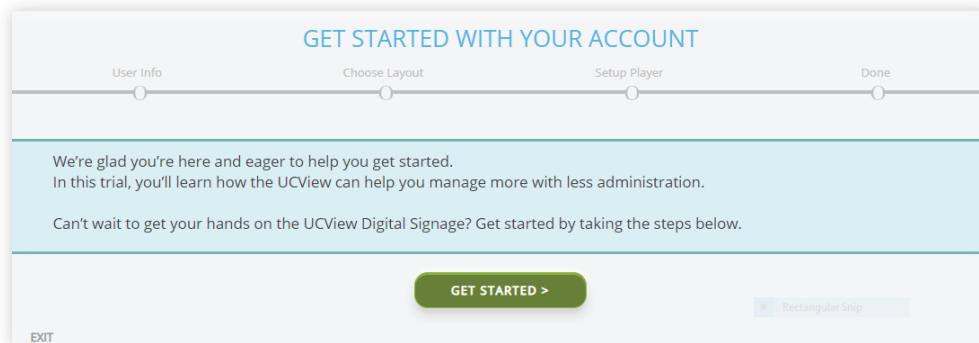 GET STARTED WITH YOUR ACCOUNT
User Info Choose Layout Setup Player Done
We're glad you're here and eager to help you get started.
In this trial, you'll learn how the UCView can help you manage more with less administration.
Can't wait to get your hands on the UCView Digital Signage? Get started by taking the steps below.
GET STARTED >
Rectangular Snip
EXIT